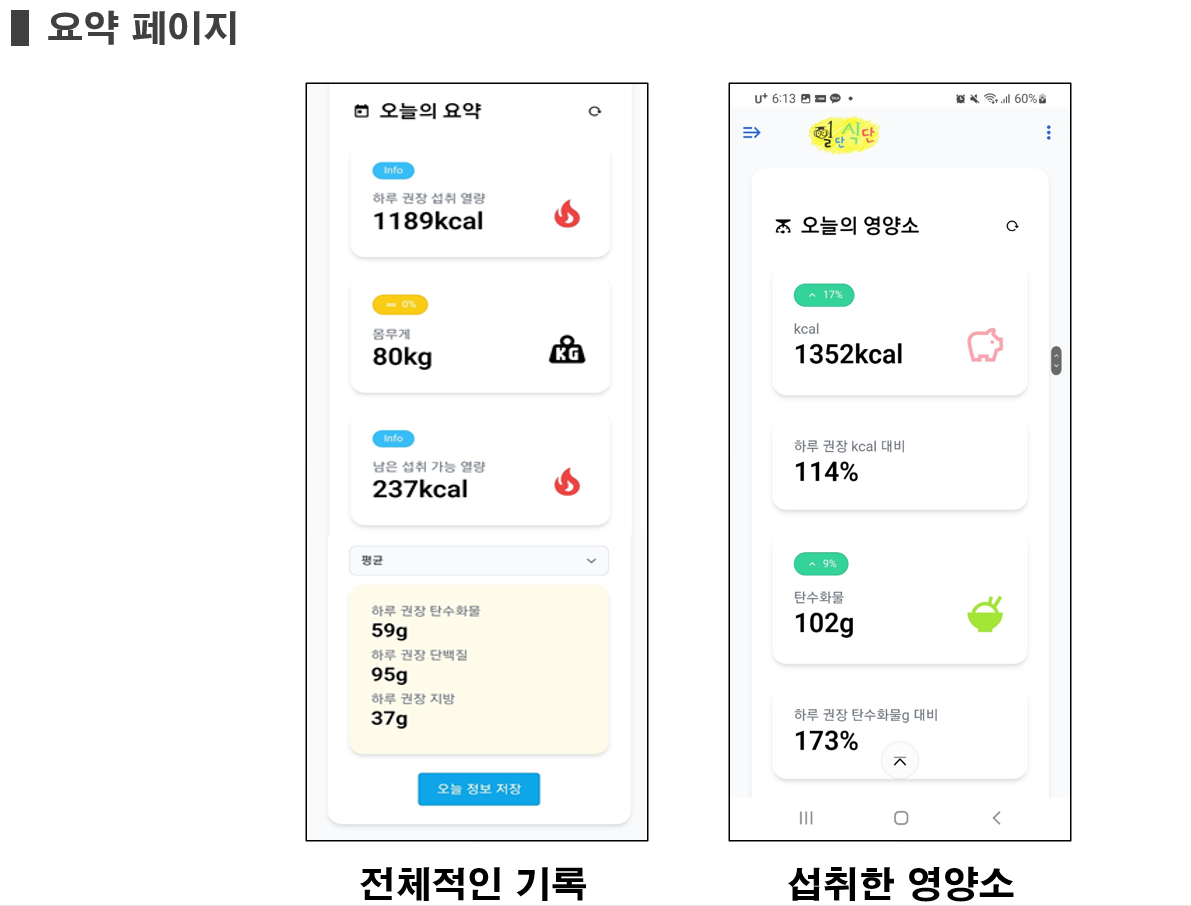 요약 페이지
오늘의 요약
Info
하루 권장 섭취 열량
1189kcal
0%
몸무게
80kg
KG
Info
남은 섭취 가능 열량
237kcal
평균
하루 권장 탄수화물
59g
하루 권장 단백질
95g
하루 권장 지방
37g
오늘 정보 저장
전체적인 기록
U+ 6:13
60%
헬단식단
오늘의 영양소
17%
kcal
1352kcal
하루 권장 kcal 대비
114%
9%
탄수화물
102g
하루 권장 탄수화물g 대비
173%
섭취한 영양소